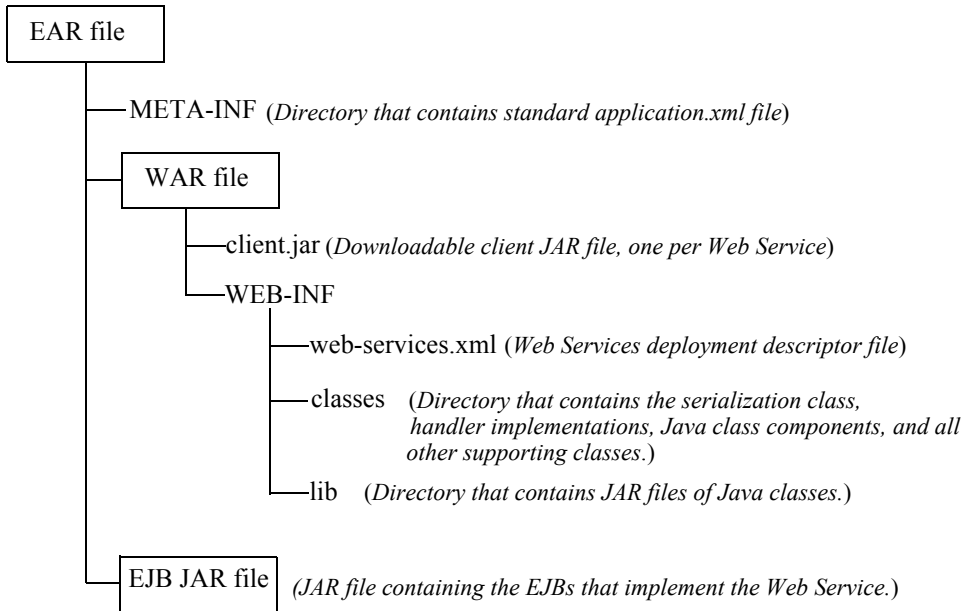 EAR file
META-INF (Directory that contains standard application.xml file)
WAR file
client.jar (Downloadable client JAR file, one per Web Service)
WEB-INF
web-services.xml (Web Services deployment descriptor file)
classes (Directory that contains the serialization class,
handler implementations, Java class components, and all
other supporting classes.)
lib (Directory that contains JAR files of Java classes.)
EJB JAR file (JAR file containing the EJBs that implement the Web Service.)